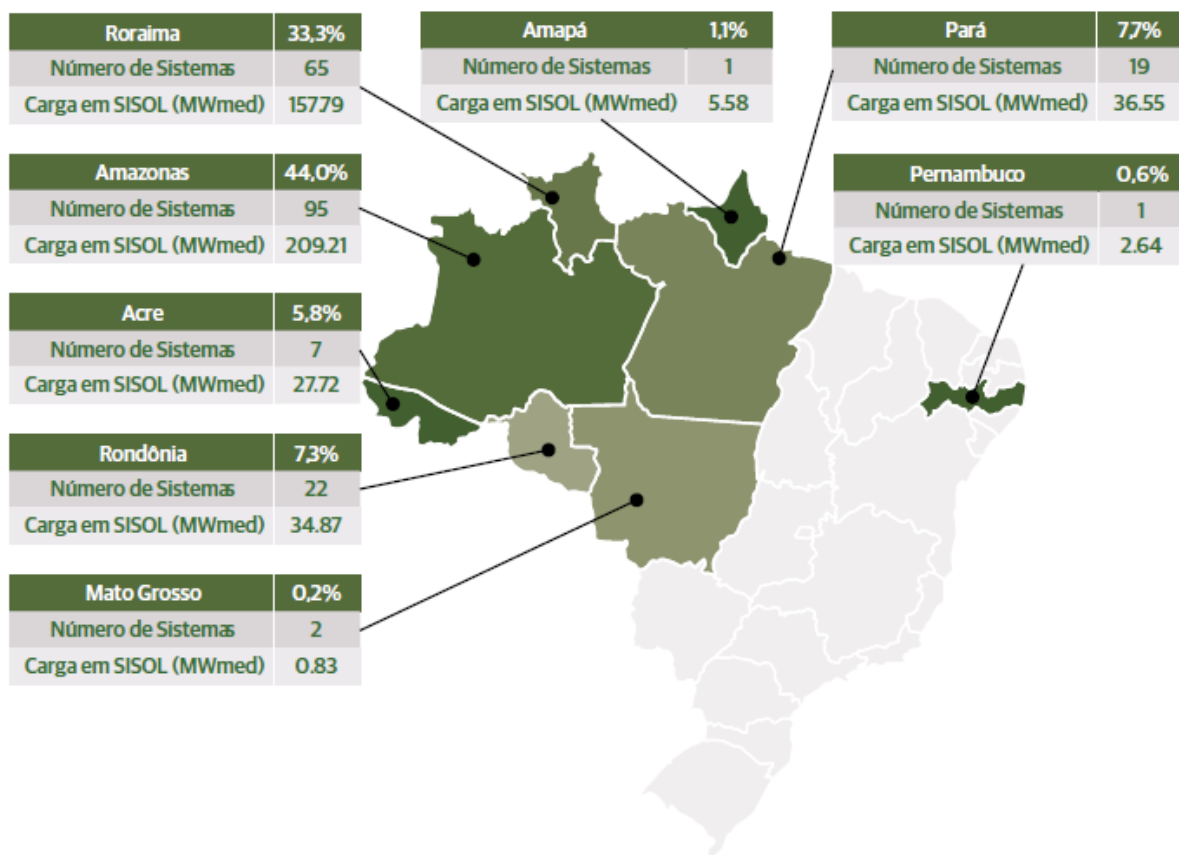 Roraima 33,3%
Número de Sistemas 65
Carga em SISOL (MWmed) 15779
Amapá 1,1%
Número de Sistemas 1
Carga em SISOL (MWmed) 5.58
Pará 7,7%
Número de Sistemas 19
Carga em SISOL (MWmed) 36.55
Amazonas 44,0%
Número de Sistemas 95
Carga em SISOL (MWmed) 209.21
Pernambuco 0,6%
Número de Sistemas 1
Carga em SISOL (MWmed) 2.64
Acre 5,8%
Número de Sistemas 7
Carga em SISOL (MWmed) 27.72
Rondônia 7,3%
Número de Sistemas 22
Carga em SISOL (MWmed) 34.87
Mato Grosso 0,2%
Número de Sistemas 2
Carga em SISOL (MWmed) 0.83